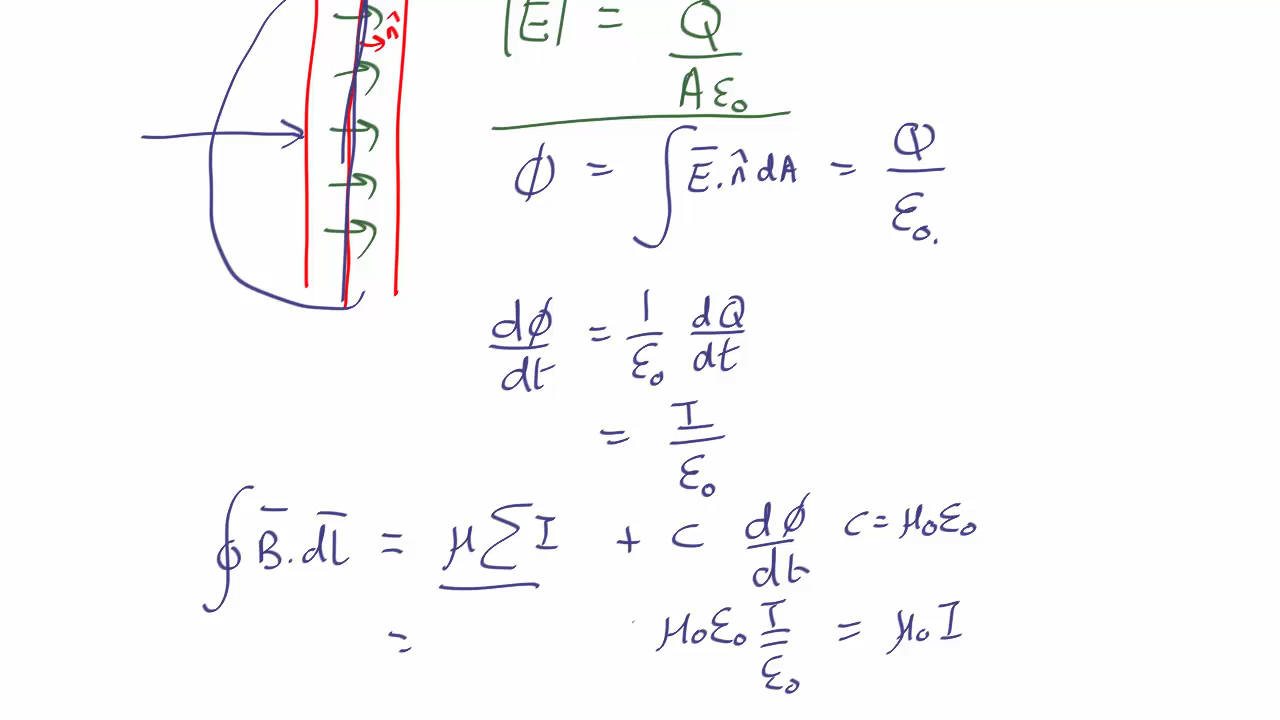 n̂
|E| = Q / Aε₀
φ = ∫ E̅.n̂ dA = Q / ε₀.
dφ/dt = 1/ε₀ dQ/dt
= I/ε₀
∮ B̅.dl̅ = μ∑I + C dφ/dt C = μ₀ε₀
= μ₀ε₀ I/ε₀ = μ₀I